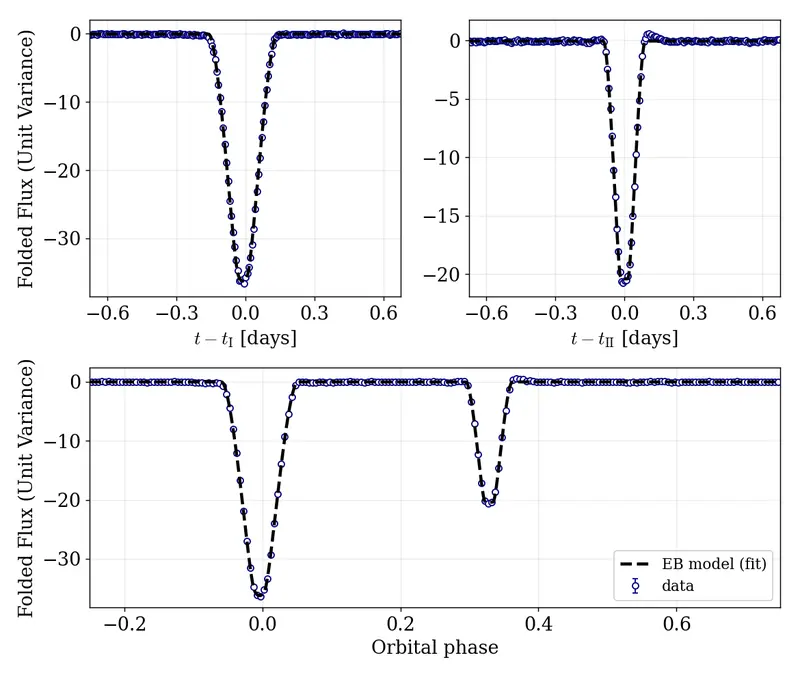 Folded Flux (Unit Variance)
0
−10
−20
−30
−0.6 −0.3 0.0 0.3 0.6
t − tI [days]
0
−5
−10
−15
−20
−0.6 −0.3 0.0 0.3 0.6
t − tII [days]
Folded Flux (Unit Variance)
0
−10
−20
−30
−0.2 0.0 0.2 0.4 0.6
Orbital phase
EB model (fit)
data